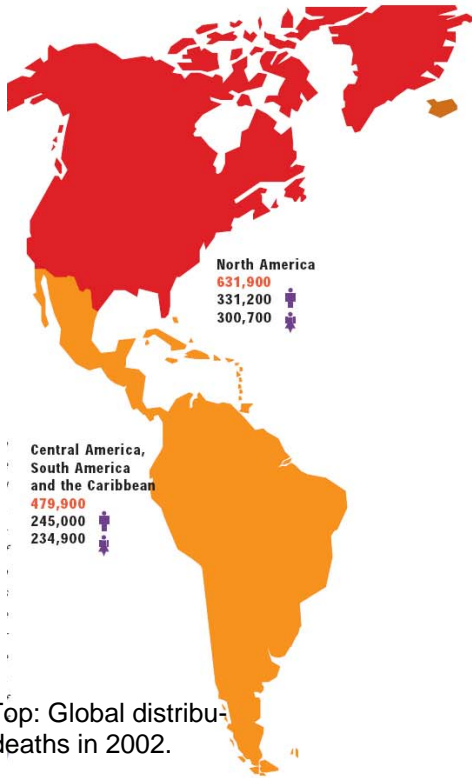 North America
631,900
331,200
300,700
Central America,
South America
and the Caribbean
479,900
245,000
234,900
Top: Global distribu-
deaths in 2002.